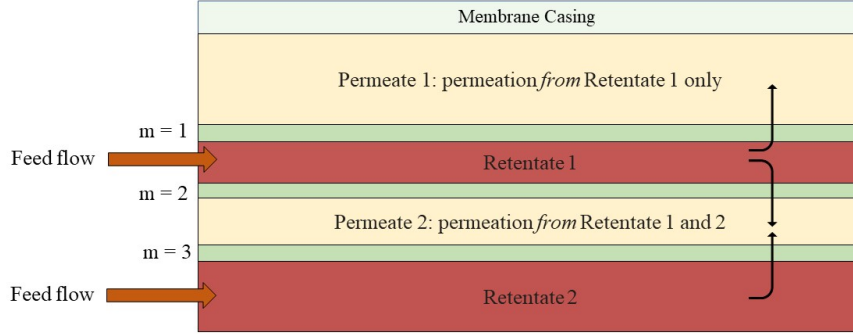 Membrane Casing
Permeate 1: permeation from Retentate 1 only
m = 1
Feed flow
Retentate 1
m = 2
Permeate 2: permeation from Retentate 1 and 2
m = 3
Feed flow
Retentate 2